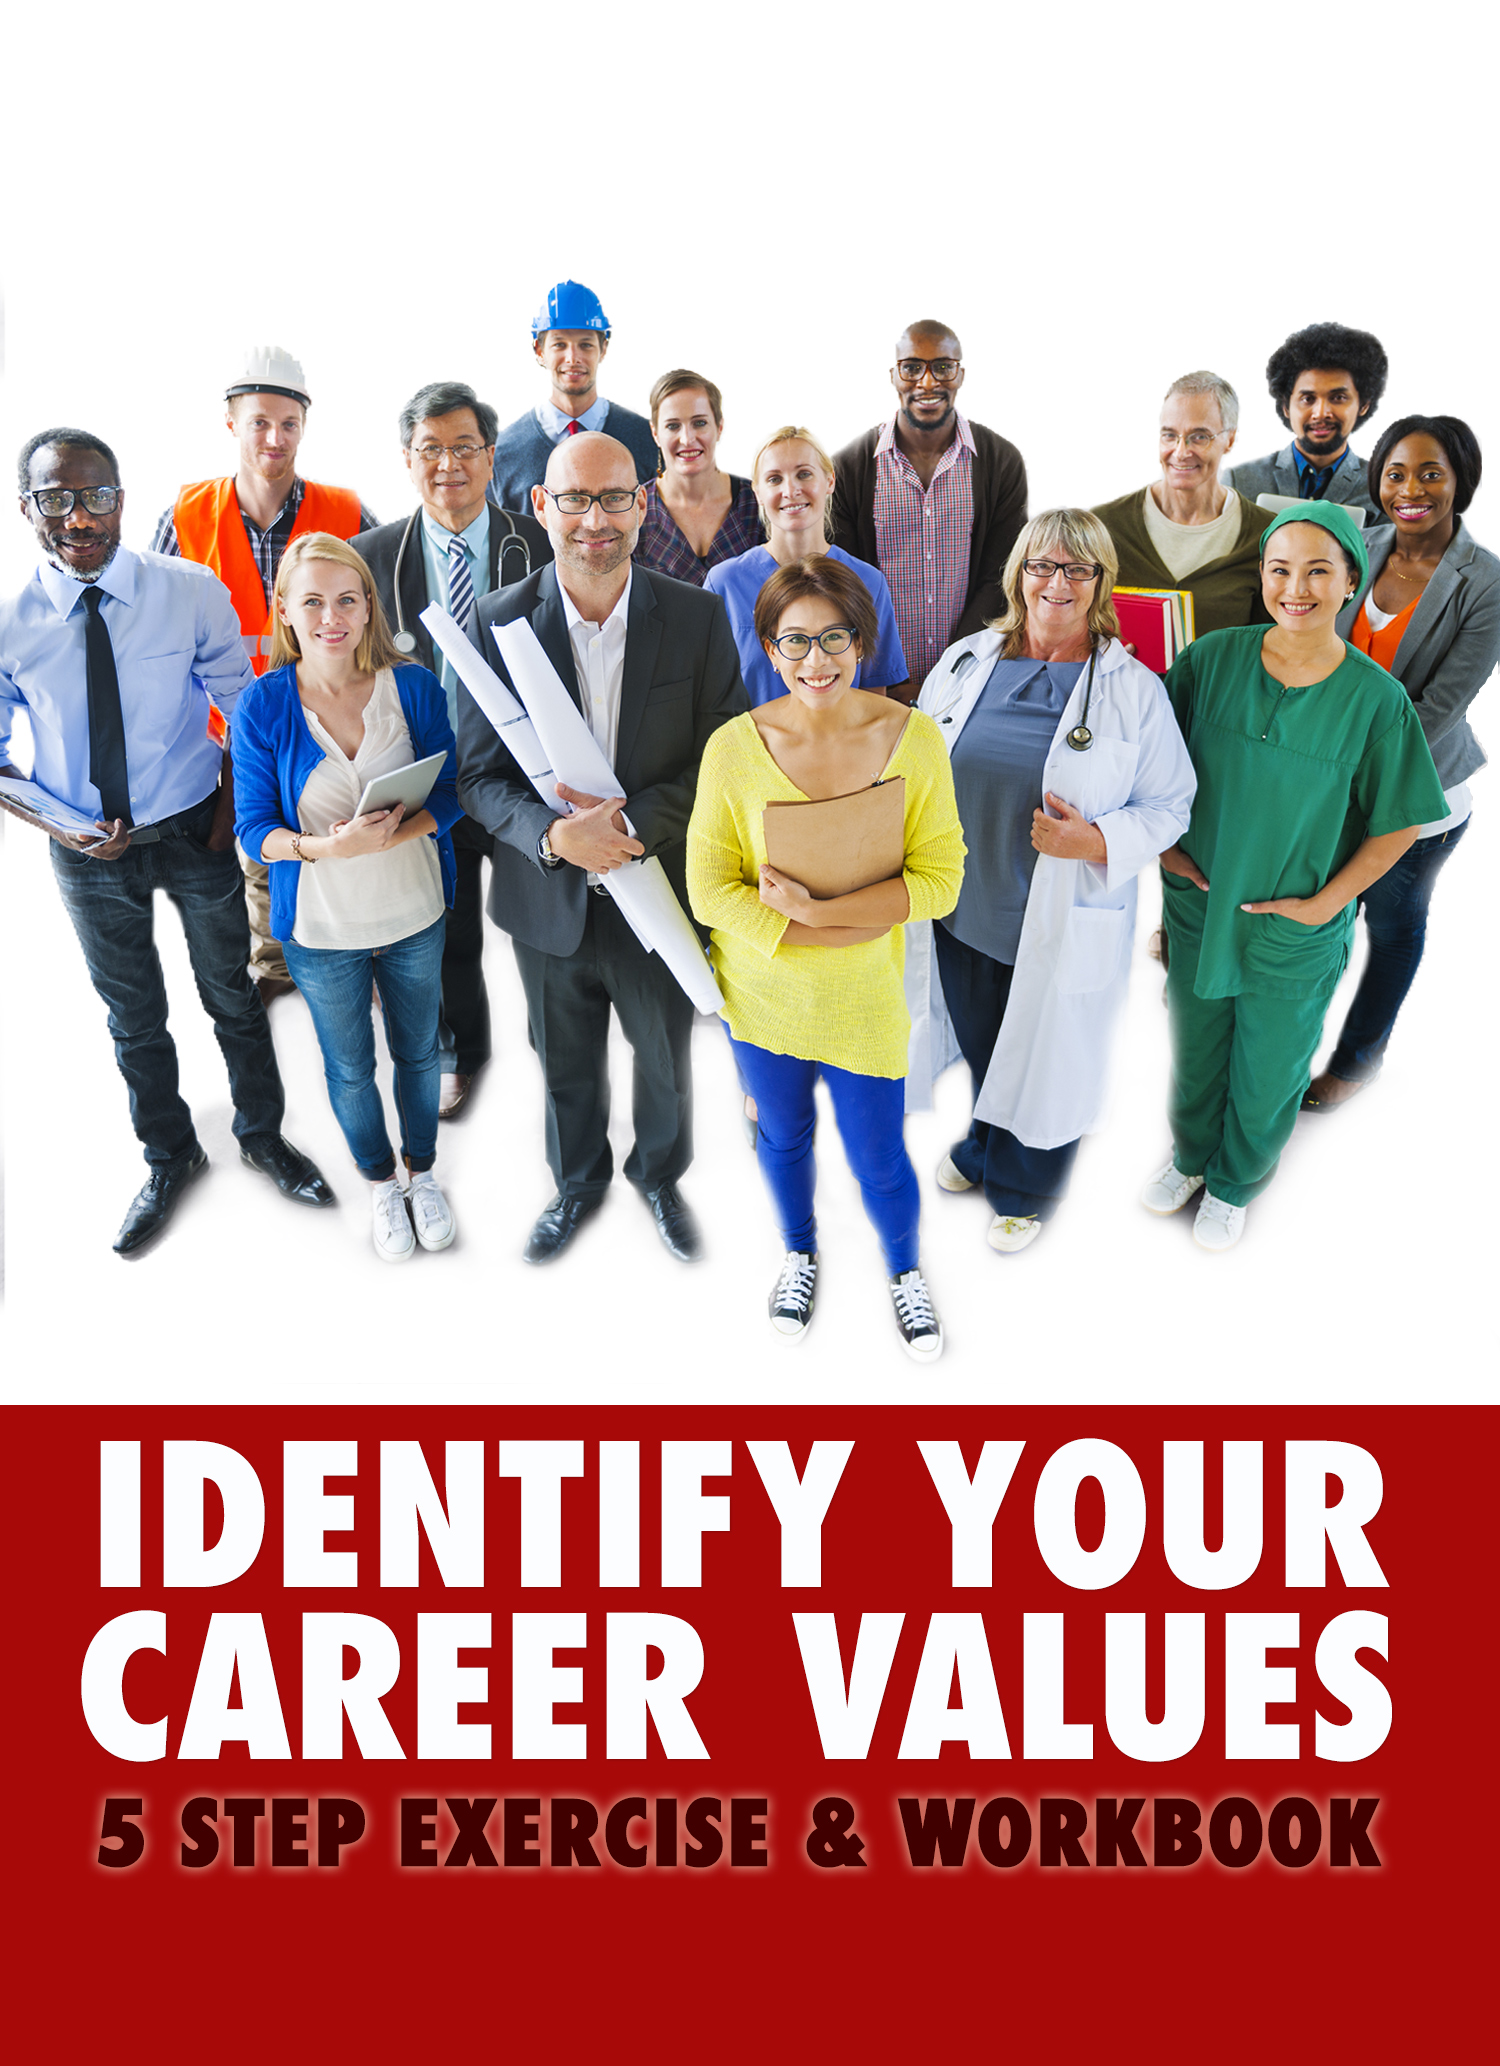 IDENTIFY YOUR
CAREER VALUES
5 STEP EXERCISE & WORKBOOK